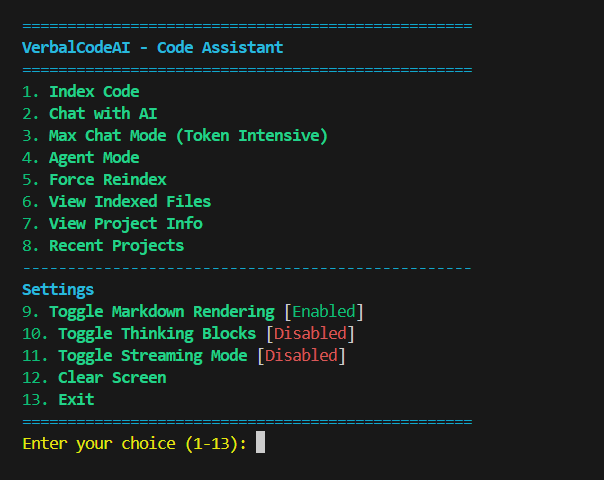 ==================================================
VerbalCodeAI - Code Assistant
==================================================
1. Index Code
2. Chat with AI
3. Max Chat Mode (Token Intensive)
4. Agent Mode
5. Force Reindex
6. View Indexed Files
7. View Project Info
8. Recent Projects
--------------------------------------------------
Settings
9. Toggle Markdown Rendering [Enabled]
10. Toggle Thinking Blocks [Disabled]
11. Toggle Streaming Mode [Disabled]
12. Clear Screen
13. Exit
==================================================
Enter your choice (1-13):